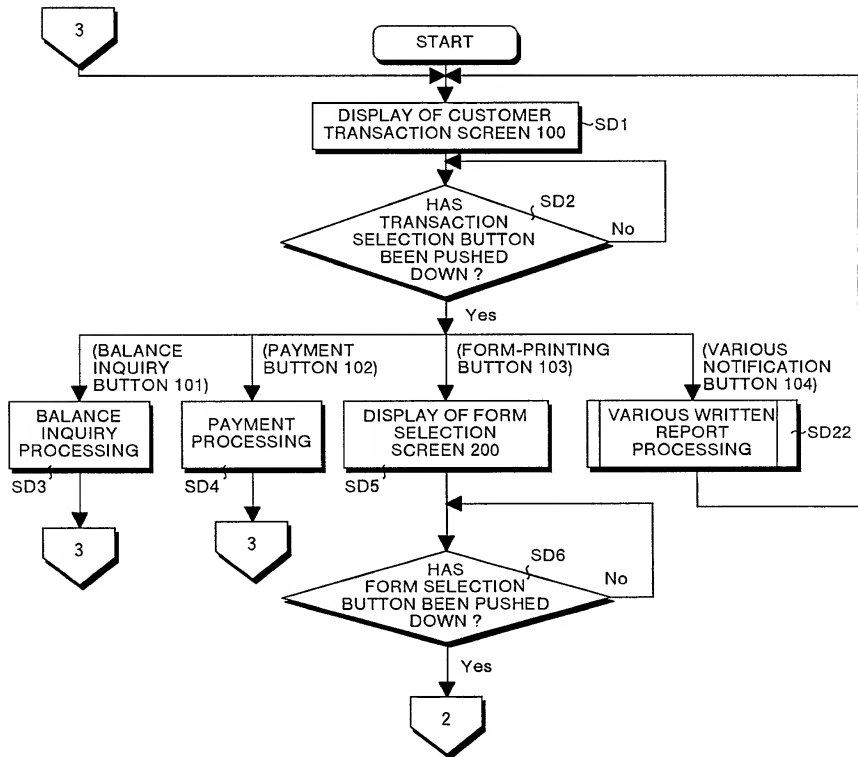 3
START
DISPLAY OF CUSTOMER
TRANSACTION SCREEN 100
SD1
HAS
TRANSACTION
SELECTION BUTTON
BEEN PUSHED
DOWN ?
SD2
No
Yes
(BALANCE
INQUIRY
BUTTON 101)
(PAYMENT
BUTTON 102)
(FORM-PRINTING
BUTTON 103)
(VARIOUS
NOTIFICATION
BUTTON 104)
BALANCE
INQUIRY
PROCESSING
SD3
PAYMENT
PROCESSING
SD4
DISPLAY OF FORM
SELECTION
SCREEN 200
SD5
VARIOUS WRITTEN
REPORT
PROCESSING
SD22
3
3
HAS
FORM SELECTION
BUTTON BEEN PUSHED
DOWN ?
SD6
No
Yes
2